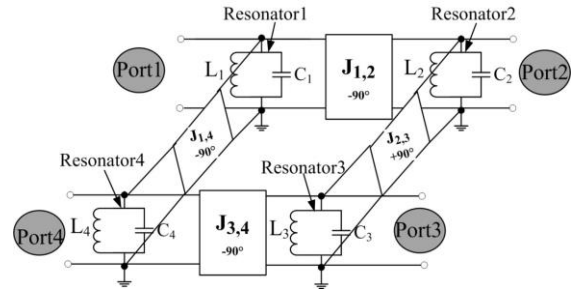 Resonator1
Resonator2
Port1
L1
C1
J1,2
-90°
L2
C2
Port2
J1,4
-90°
J2,3
+90°
Resonator4
Resonator3
Port4
L4
C4
J3,4
-90°
L3
C3
Port3